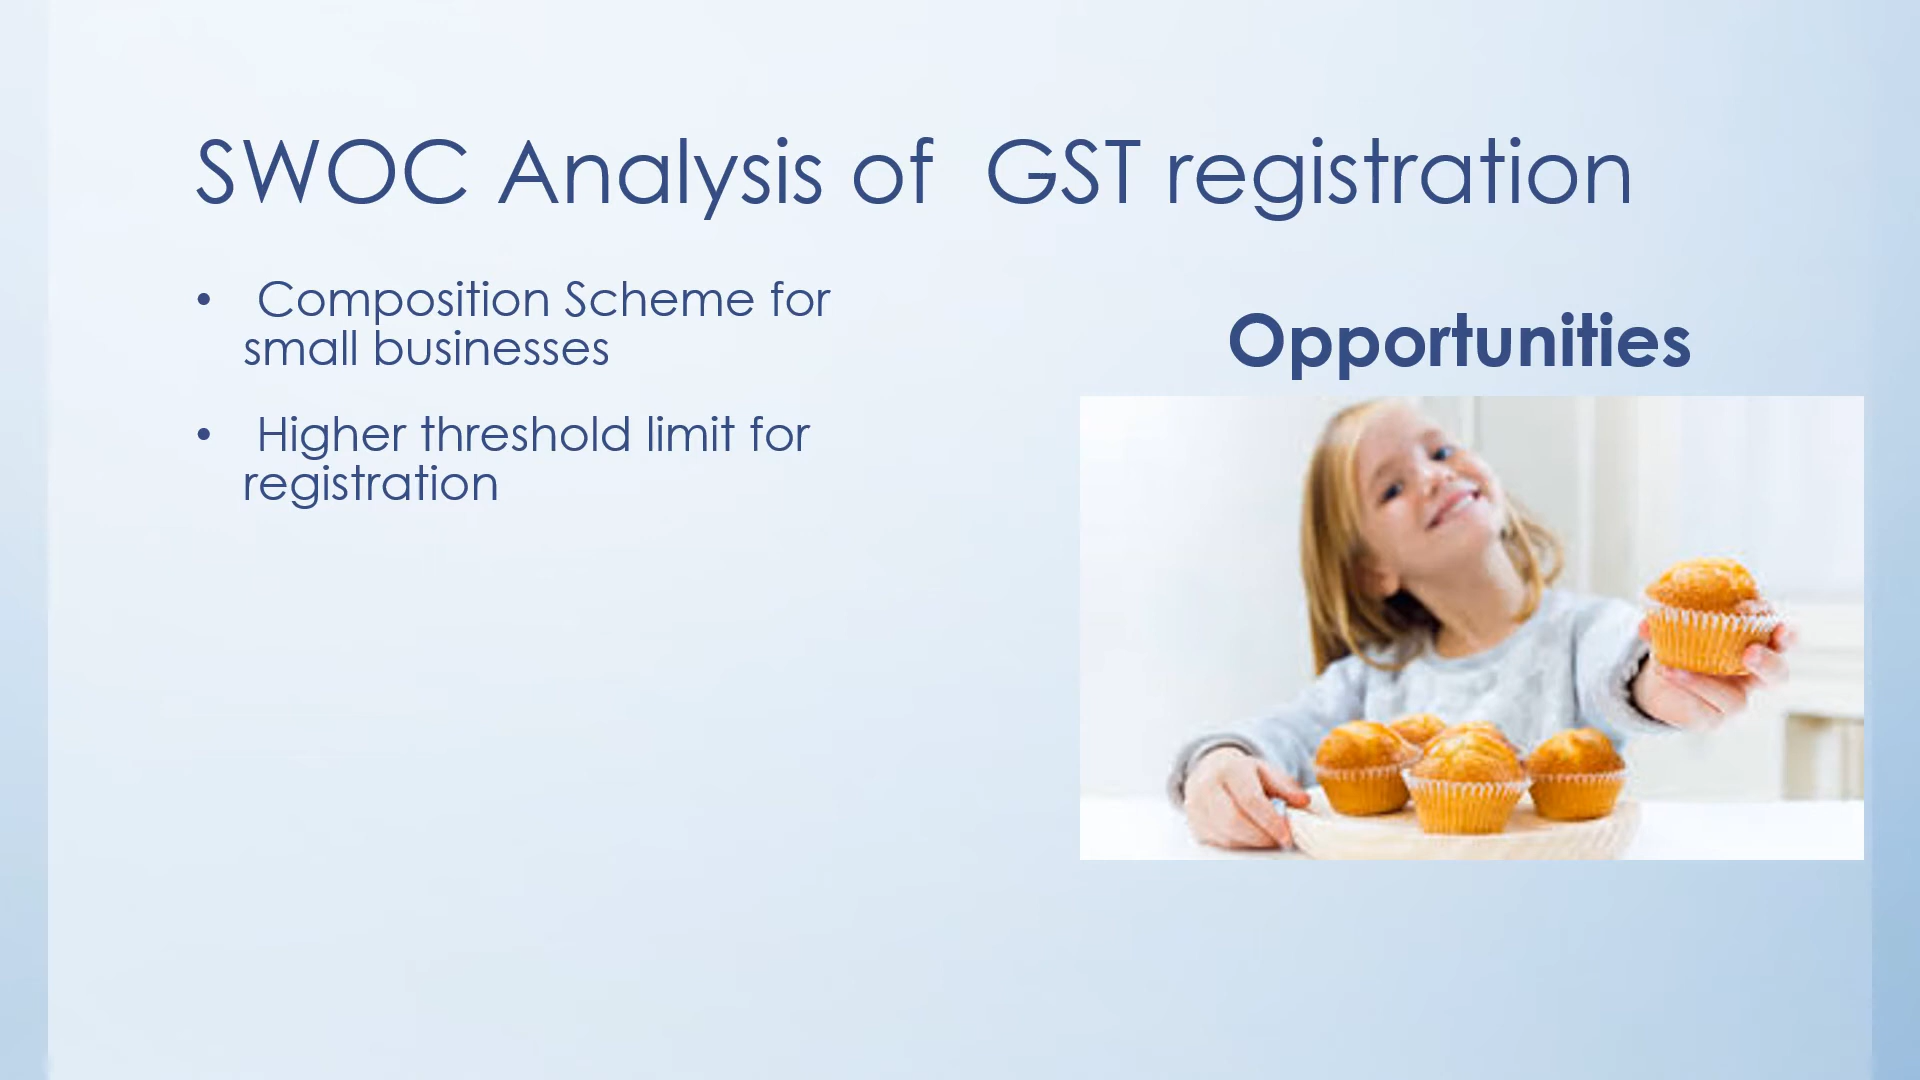 SWOC Analysis of  GST registration
•  Composition Scheme for
small businesses
•  Higher threshold limit for
registration
Opportunities